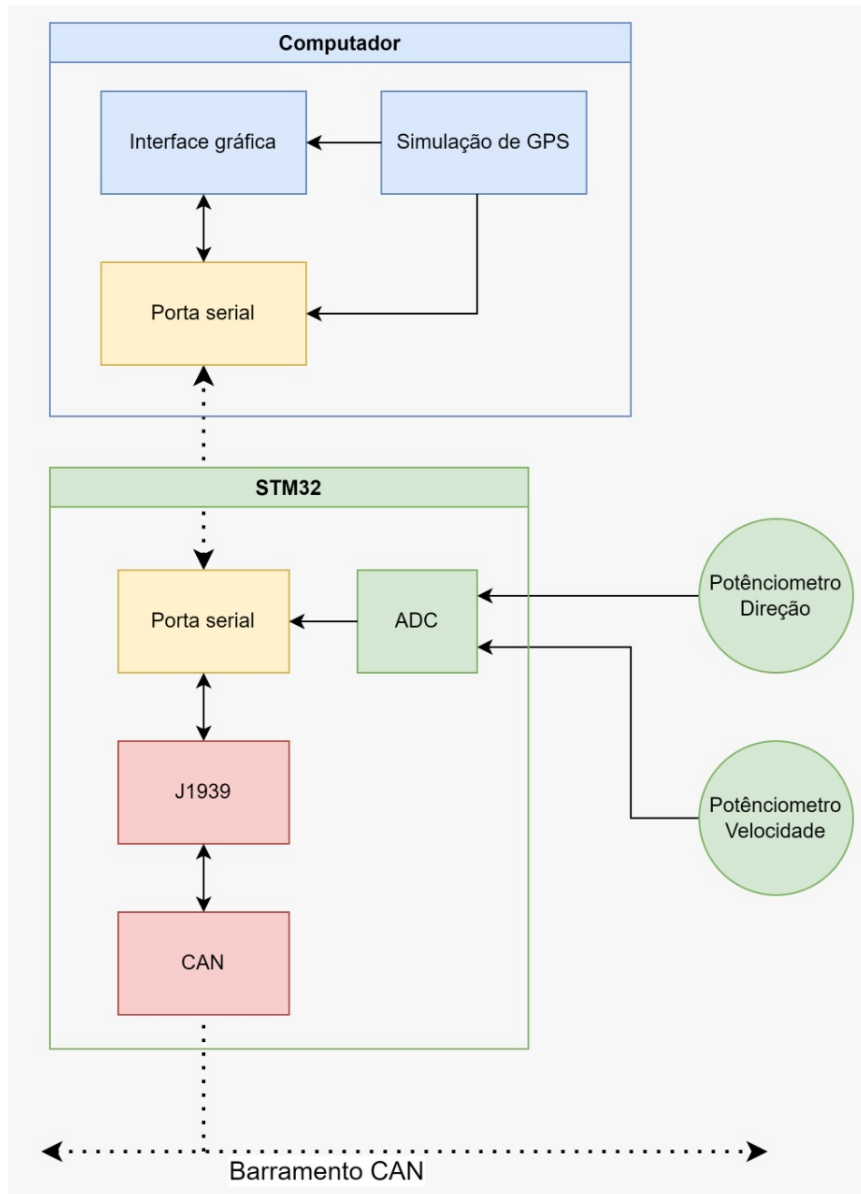 Computador
Interface gráfica
Simulação de GPS
Porta serial
STM32
Porta serial
ADC
Potênciometro
Direção
J1939
Potênciometro
Velocidade
CAN
Barramento CAN